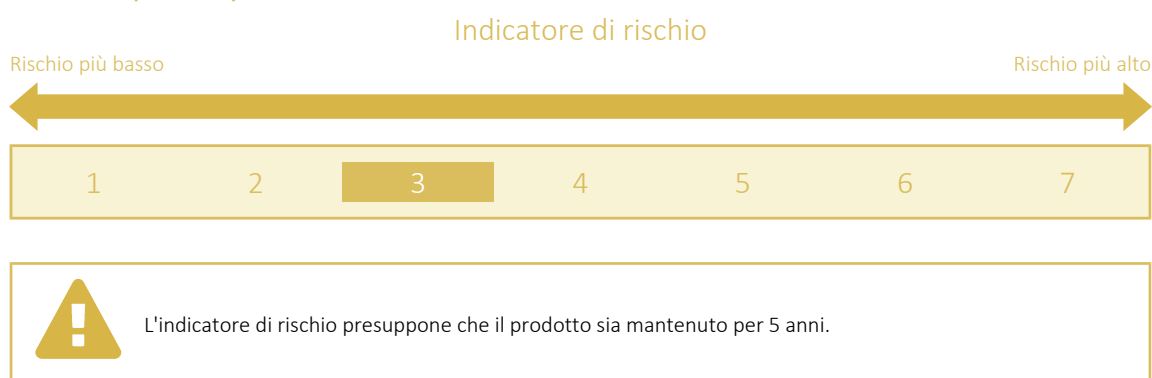 Indicatore di rischio
Rischio più basso Rischio più alto
1 2 3 4 5 6 7
L'indicatore di rischio presuppone che il prodotto sia mantenuto per 5 anni.